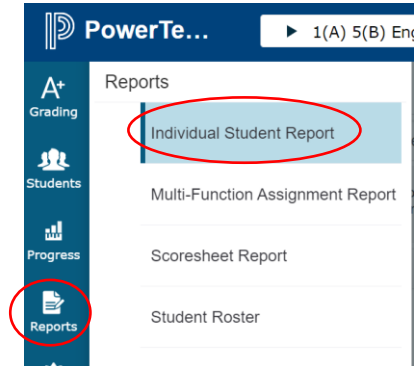 PowerTe...
1(A) 5(B) Eng
A+
Grading
Students
Progress
Reports
Reports
Individual Student Report
Multi-Function Assignment Report
Scoresheet Report
Student Roster